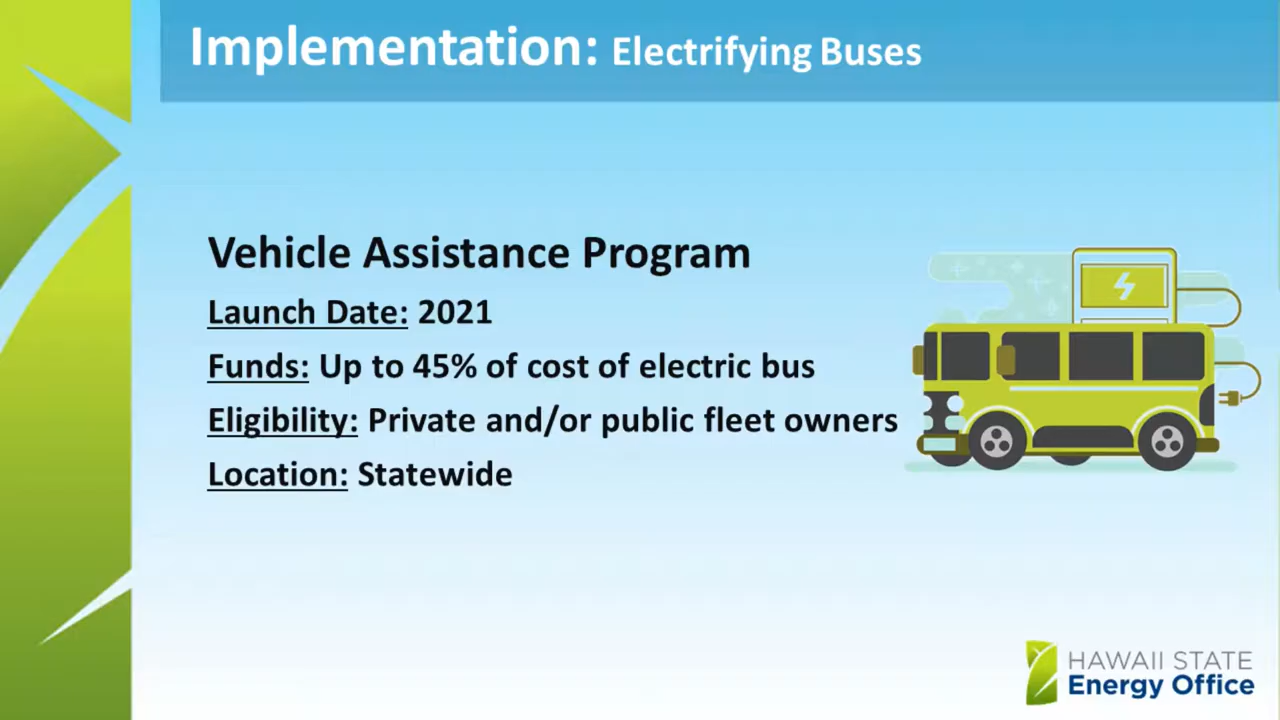 Implementation: Electrifying Buses
Vehicle Assistance Program
Launch Date: 2021
Funds: Up to 45% of cost of electric bus
Eligibility: Private and/or public fleet owners
Location: Statewide
HAWAII STATE
Energy Office